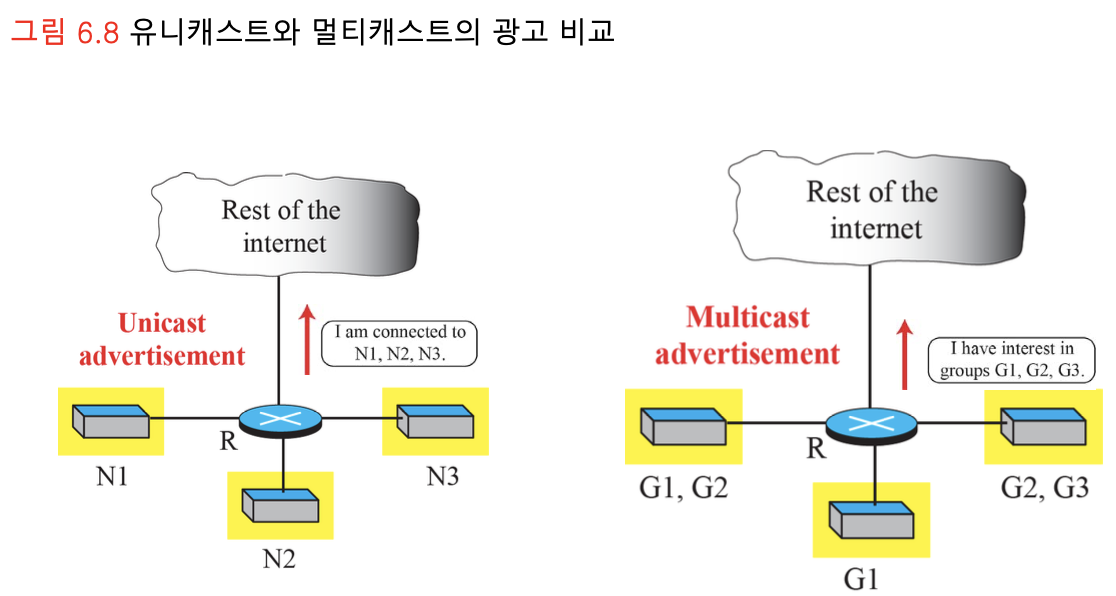 그림 6.8 유니캐스트와 멀티캐스트의 광고 비교
Rest of the
internet
Unicast
advertisement
I am connected to
N1, N2, N3.
R
N1
N3
N2
Rest of the
internet
Multicast
advertisement
I have interest in
groups G1, G2, G3.
R
G1, G2
G2, G3
G1